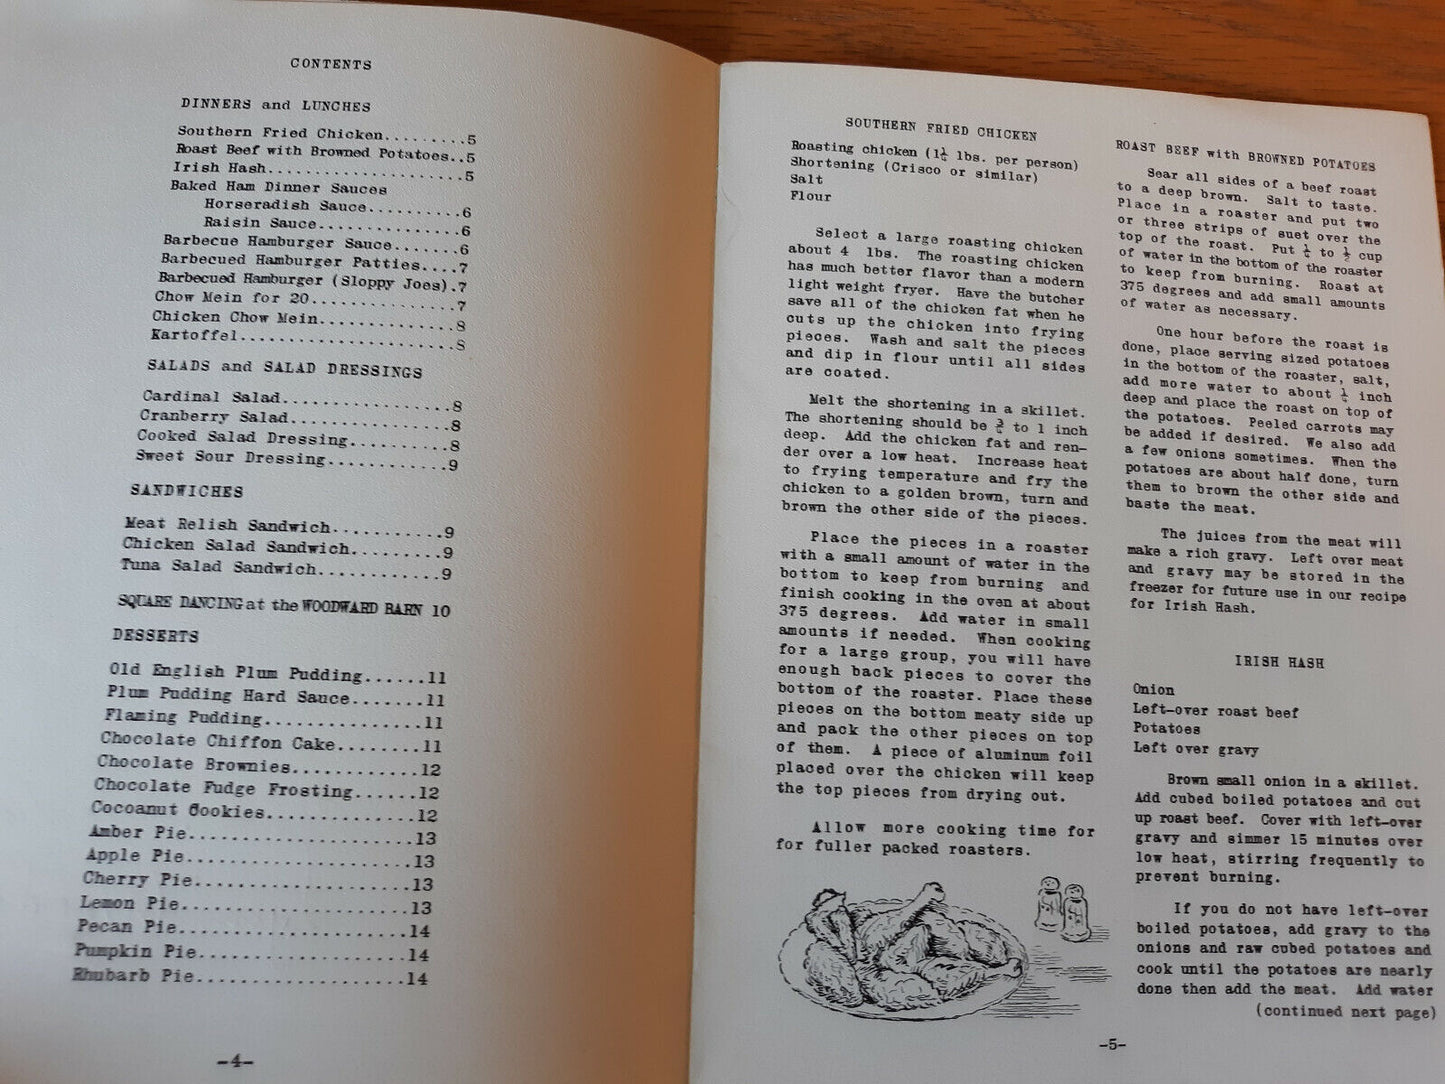 CONTENTS
DINNERS and LUNCHES
Southern Fried Chicken.........5
Roast Beef with Browned Potatoes..5
Irish Hash.....................5
Baked Ham Dinner Sauces
Horseradish Sauce..........6
Raisin Sauce...............6
Barbecue Hamburger Sauce.......6
Barbecued Hamburger Patties....7
Barbecued Hamburger (Sloppy Joes).7
Chow Mein for 20...............7
Chicken Chow Mein..............8
Kartoffel......................8
SALADS and SALAD DRESSINGS
Cardinal Salad.................8
Cranberry Salad................8
Cooked Salad Dressing..........8
Sweet Sour Dressing............9
SANDWICHES
Meat Relish Sandwich...........9
Chicken Salad Sandwich.........9
Tuna Salad Sandwich............9
SQUARE DANCING at the WOODWARD BARN 10
DESSERTS
Old English Plum Pudding......11
Plum Pudding Hard Sauce.......11
Flaming Pudding...............11
Chocolate Chiffon Cake........11
Chocolate Brownies............12
Chocolate Fudge Frosting......12
Cocoanut Cookies..............12
Amber Pie.....................13
Apple Pie.....................13
Cherry Pie....................13
Lemon Pie.....................13
Pecan Pie.....................14
Pumpkin Pie...................14
Rhubarb Pie...................14
-4-
SOUTHERN FRIED CHICKEN
Roasting chicken (1¼ lbs. per person)
Shortening (Crisco or similar)
Salt
Flour
Select a large roasting chicken
about 4 lbs. The roasting chicken
has much better flavor than a modern
light weight fryer. Have the butcher
save all of the chicken fat when he
cuts up the chicken into frying
pieces. Wash and salt the pieces
and dip in flour until all sides
are coated.
Melt the shortening in a skillet.
The shortening should be ¾ to 1 inch
deep. Add the chicken fat and ren-
der over a low heat. Increase heat
to frying temperature and fry the
chicken to a golden brown, turn and
brown the other side of the pieces.
Place the pieces in a roaster
with a small amount of water in the
bottom to keep from burning and
finish cooking in the oven at about
375 degrees. Add water in small
amounts if needed. When cooking
for a large group, you will have
enough back pieces to cover the
bottom of the roaster. Place these
pieces on the bottom meaty side up
and pack the other pieces on top
of them. A piece of aluminum foil
placed over the chicken will keep
the top pieces from drying out.
Allow more cooking time for
for fuller packed roasters.
ROAST BEEF with BROWNED POTATOES
Sear all sides of a beef roast
to a deep brown. Salt to taste.
Place in a roaster and put two
or three strips of suet over the
top of the roast. Put ¼ to ½ cup
of water in the bottom of the roaster
to keep from burning. Roast at
375 degrees and add small amounts
of water as necessary.
One hour before the roast is
done, place serving sized potatoes
in the bottom of the roaster, salt,
add more water to about ¼ inch
deep and place the roast on top of
the potatoes. Peeled carrots may
be added if desired. We also add
a few onions sometimes. When the
potatoes are about half done, turn
them to brown the other side and
baste the meat.
The juices from the meat will
make a rich gravy. Left over meat
and gravy may be stored in the
freezer for future use in our recipe
for Irish Hash.
IRISH HASH
Onion
Left-over roast beef
Potatoes
Left over gravy
Brown small onion in a skillet.
Add cubed boiled potatoes and cut
up roast beef. Cover with left-over
gravy and simmer 15 minutes over
low heat, stirring frequently to
prevent burning.
If you do not have left-over
boiled potatoes, add gravy to the
onions and raw cubed potatoes and
cook until the potatoes are nearly
done then add the meat. Add water
(continued next page)
-5-